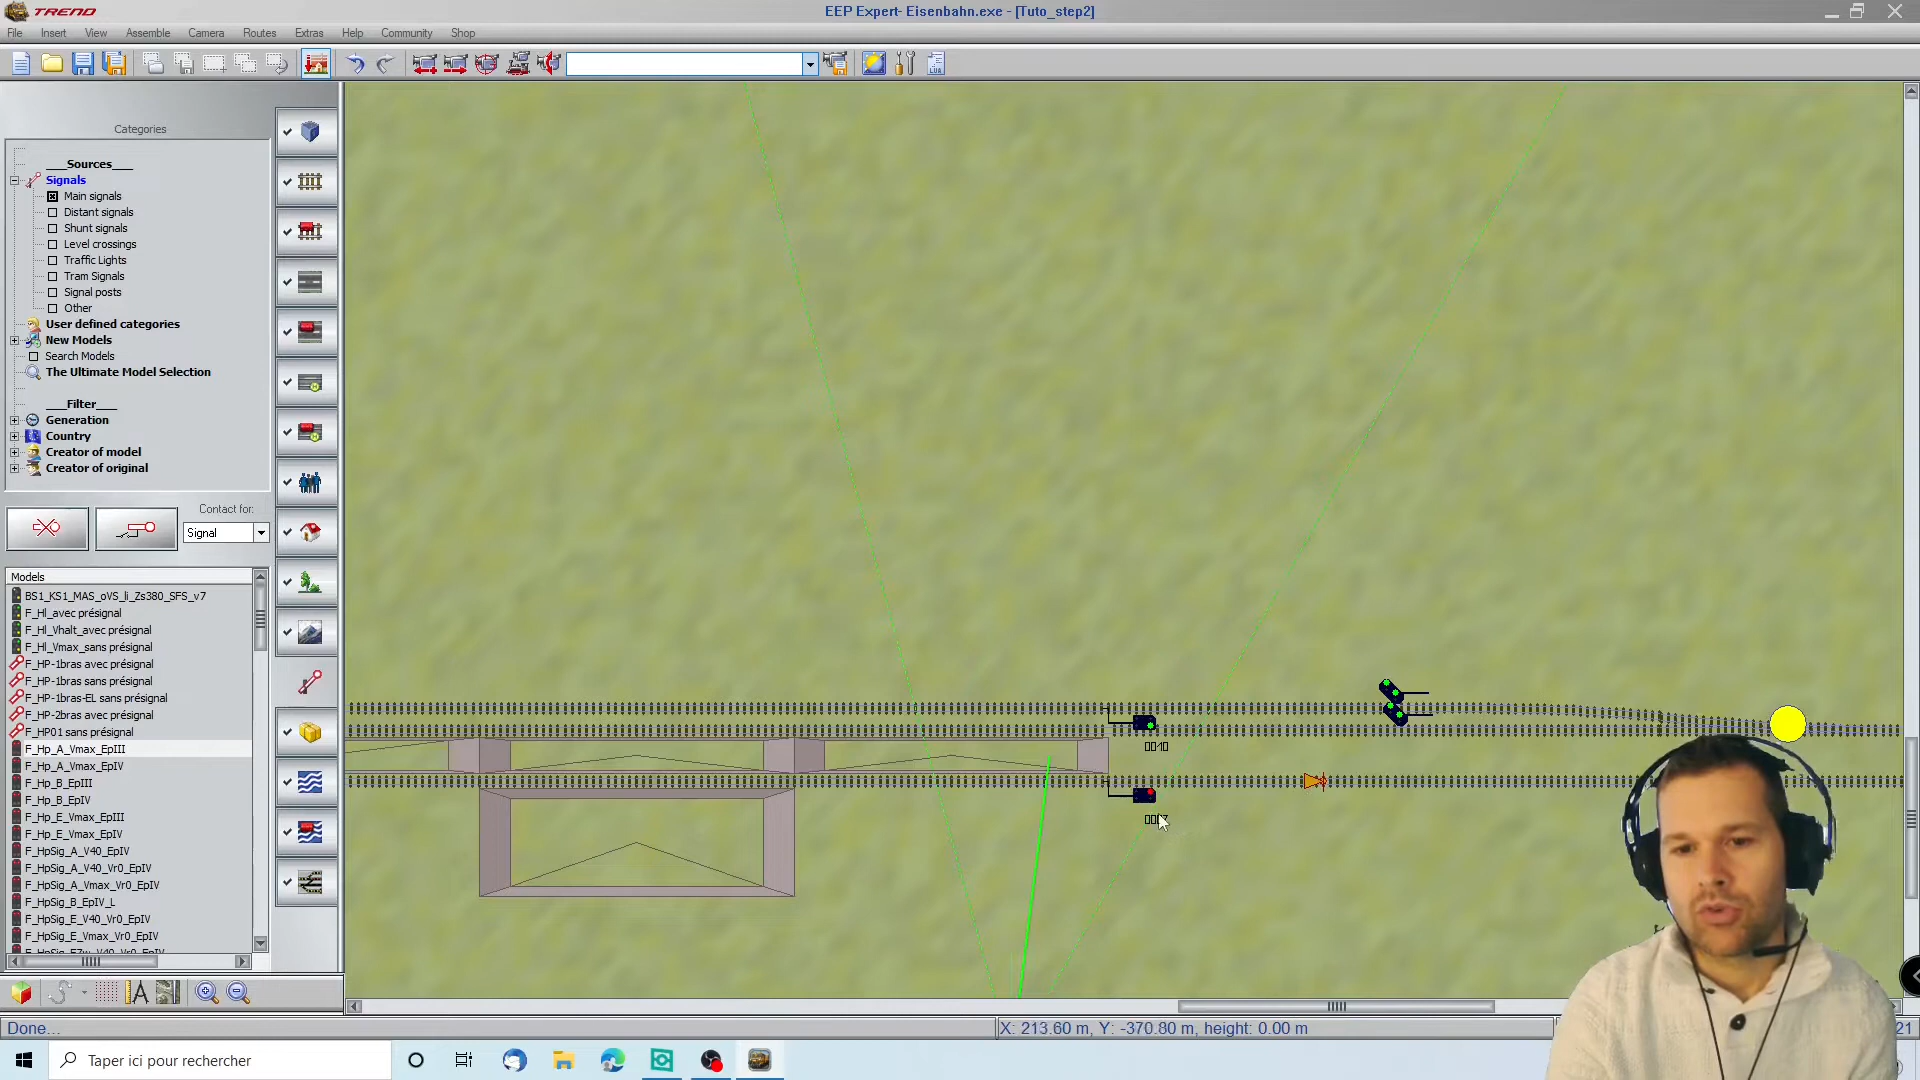 TREND
EEP Expert- Eisenbahn.exe - [Tuto_step2]
File Insert View Assemble Camera Routes Extras Help Community Shop
LUA
Categories
___Sources___
Signals
Main signals
Distant signals
Shunt signals
Level crossings
Traffic Lights
Tram Signals
Signal posts
Other
User defined categories
New Models
Search Models
The Ultimate Model Selection
___Filter___
Generation
Country
Creator of model
Creator of original
Contact for:
Signal
Models
BS1_KS1_MAS_oVS_li_Zs380_SFS_v7
F_Hl_avec présignal
F_Hl_Vhalt_avec présignal
F_Hl_Vmax_sans présignal
F_HP-1bras avec présignal
F_HP-1bras sans présignal
F_HP-1bras-EL sans présignal
F_HP-2bras avec présignal
F_HP01 sans présignal
F_Hp_A_Vmax_EpIII
F_Hp_A_Vmax_EpIV
F_Hp_B_EpIII
F_Hp_B_EpIV
F_Hp_E_Vmax_EpIII
F_Hp_E_Vmax_EpIV
F_HpSig_A_V40_EpIV
F_HpSig_A_V40_Vr0_EpIV
F_HpSig_A_Vmax_Vr0_EpIV
F_HpSig_B_EpIV_L
F_HpSig_E_V40_Vr0_EpIV
F_HpSig_E_Vmax_Vr0_EpIV
Done...
X: 213.60 m, Y: -370.80 m, height: 0.00 m
21
Taper ici pour rechercher